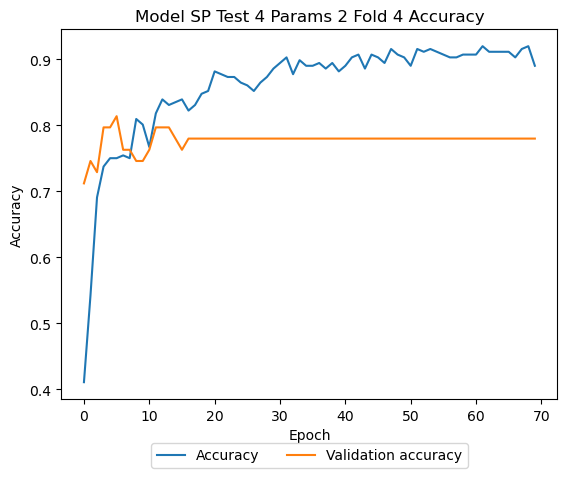 Model SP Test 4 Params 2 Fold 4 Accuracy
Accuracy
0.9
0.8
0.7
0.6
0.5
0.4
0 10 20 30 40 50 60 70
Epoch
Accuracy Validation accuracy